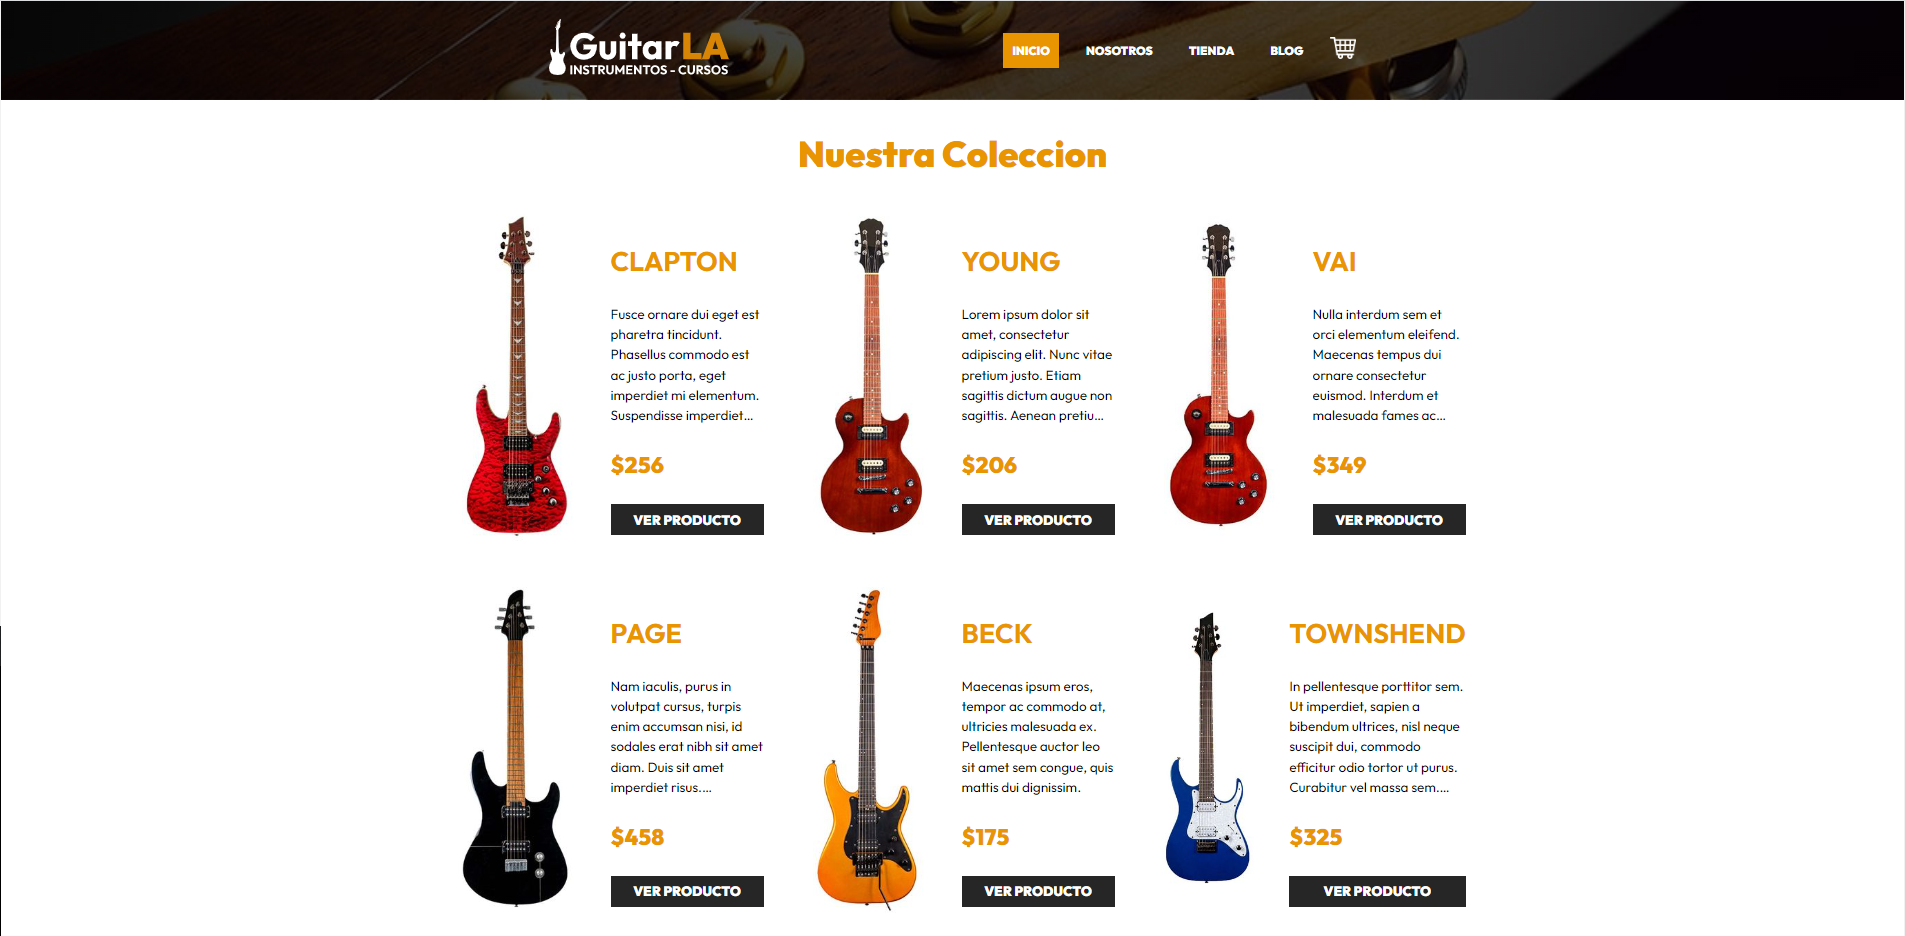 GuitarLA
INSTRUMENTOS - CURSOS
INICIO
NOSOTROS
TIENDA
BLOG
Nuestra Coleccion
CLAPTON
Fusce ornare dui eget est
pharetra tincidunt.
Phasellus commodo est
ac justo porta, eget
imperdiet mi elementum.
Suspendisse imperdiet...
$256
VER PRODUCTO
YOUNG
Lorem ipsum dolor sit
amet, consectetur
adipiscing elit. Nunc vitae
pretium justo. Etiam
sagittis dictum augue non
sagittis. Aenean pretiu...
$206
VER PRODUCTO
VAI
Nulla interdum sem et
orci elementum eleifend.
Maecenas tempus dui
ornare consectetur
euismod. Interdum et
malesuada fames ac...
$349
VER PRODUCTO
PAGE
Nam iaculis, purus in
volutpat cursus, turpis
enim accumsan nisi, id
sodales erat nibh sit amet
diam. Duis sit amet
imperdiet risus....
$458
VER PRODUCTO
BECK
Maecenas ipsum eros,
tempor ac commodo at,
ultricies malesuada ex.
Pellentesque auctor leo
sit amet sem congue, quis
mattis dui dignissim.
$175
VER PRODUCTO
TOWNSHEND
In pellentesque porttitor sem.
Ut imperdiet, sapien a
bibendum ultrices, nisl neque
suscipit dui, commodo
efficitur odio tortor ut purus.
Curabitur vel massa sem....
$325
VER PRODUCTO